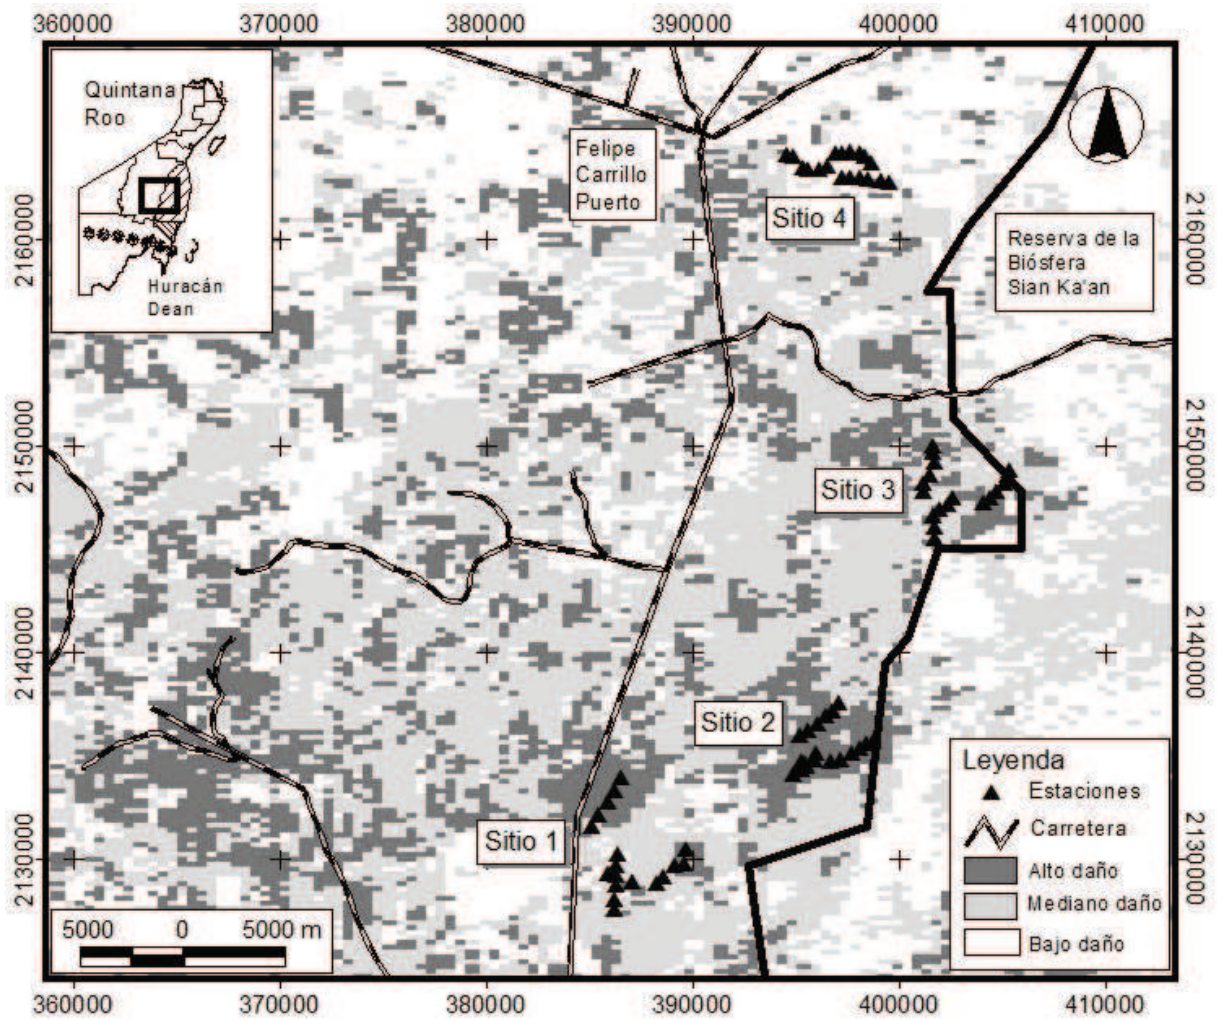 360000 370000 380000 390000 400000 410000
Quintana
Roo
Huracán
Dean
Felipe
Carrillo
Puerto
Sitio 4
Reserva de la
Biósfera
Sian Ka'an
2160000
2160000
2150000
2150000
Sitio 3
2140000
2140000
Sitio 2
Sitio 1
2130000
2130000
Leyenda
Estaciones
Carretera
Alto daño
Mediano daño
Bajo daño
5000 0 5000 m
360000 370000 380000 390000 400000 410000